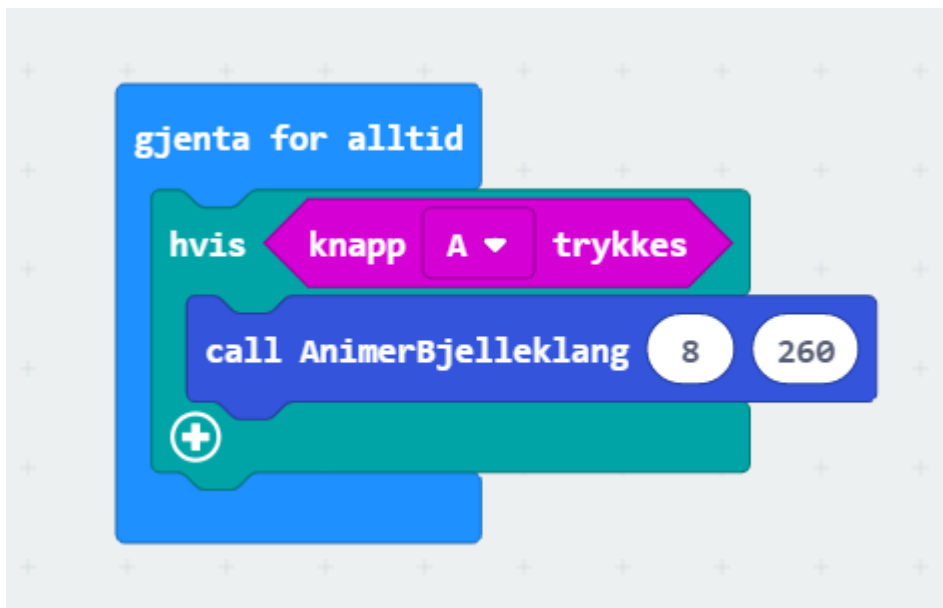 gjenta for alltid
hvis knapp A trykkes
call AnimerBjelleklang 8 260